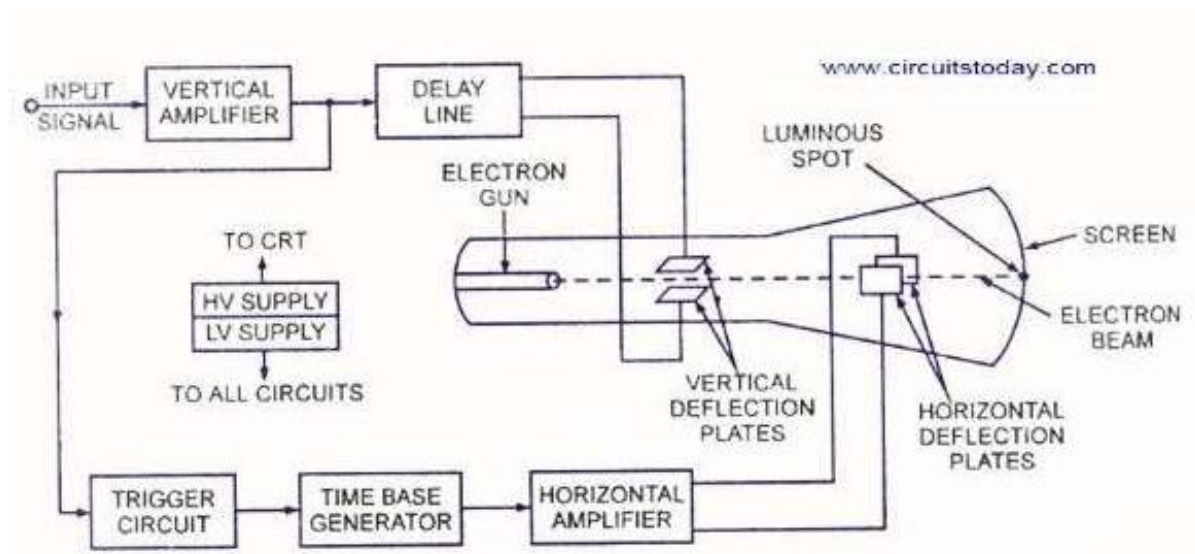 www.circuitstoday.com
INPUT
SIGNAL
VERTICAL
AMPLIFIER
DELAY
LINE
LUMINOUS
SPOT
ELECTRON
GUN
SCREEN
TO CRT
HV SUPPLY
LV SUPPLY
TO ALL CIRCUITS
ELECTRON
BEAM
VERTICAL
DEFLECTION
PLATES
HORIZONTAL
DEFLECTION
PLATES
TRIGGER
CIRCUIT
TIME BASE
GENERATOR
HORIZONTAL
AMPLIFIER